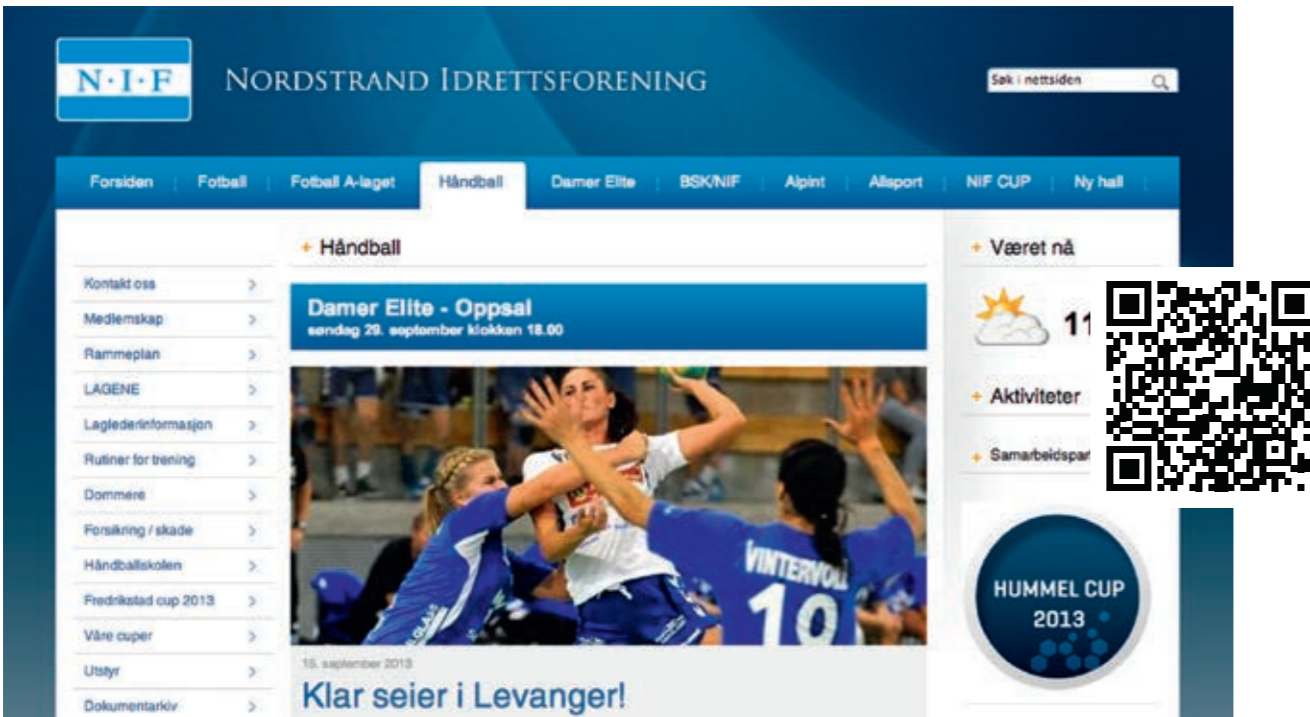 N·I·F
NORDSTRAND IDRETTSFORENING
Søk i nettsiden
Forsiden
Fotball
Fotball A-laget
Håndball
Damer Elite
BSK/NIF
Alpint
Allsport
NIF CUP
Ny hall
Kontakt oss
Medlemskap
Rammeplan
LAGENE
Laglederinformasjon
Rutiner for trening
Dommere
Forsikring / skade
Håndballskolen
Fredrikstad cup 2013
Våre cuper
Utstyr
Dokumentarkiv
+ Håndball
Damer Elite - Oppsal
søndag 29. september klokken 18.00
VINTERVOLL
19
15. september 2013
Klar seier i Levanger!
+ Været nå
11
+ Aktiviteter
+ Samarbeidspar
HUMMEL CUP
2013